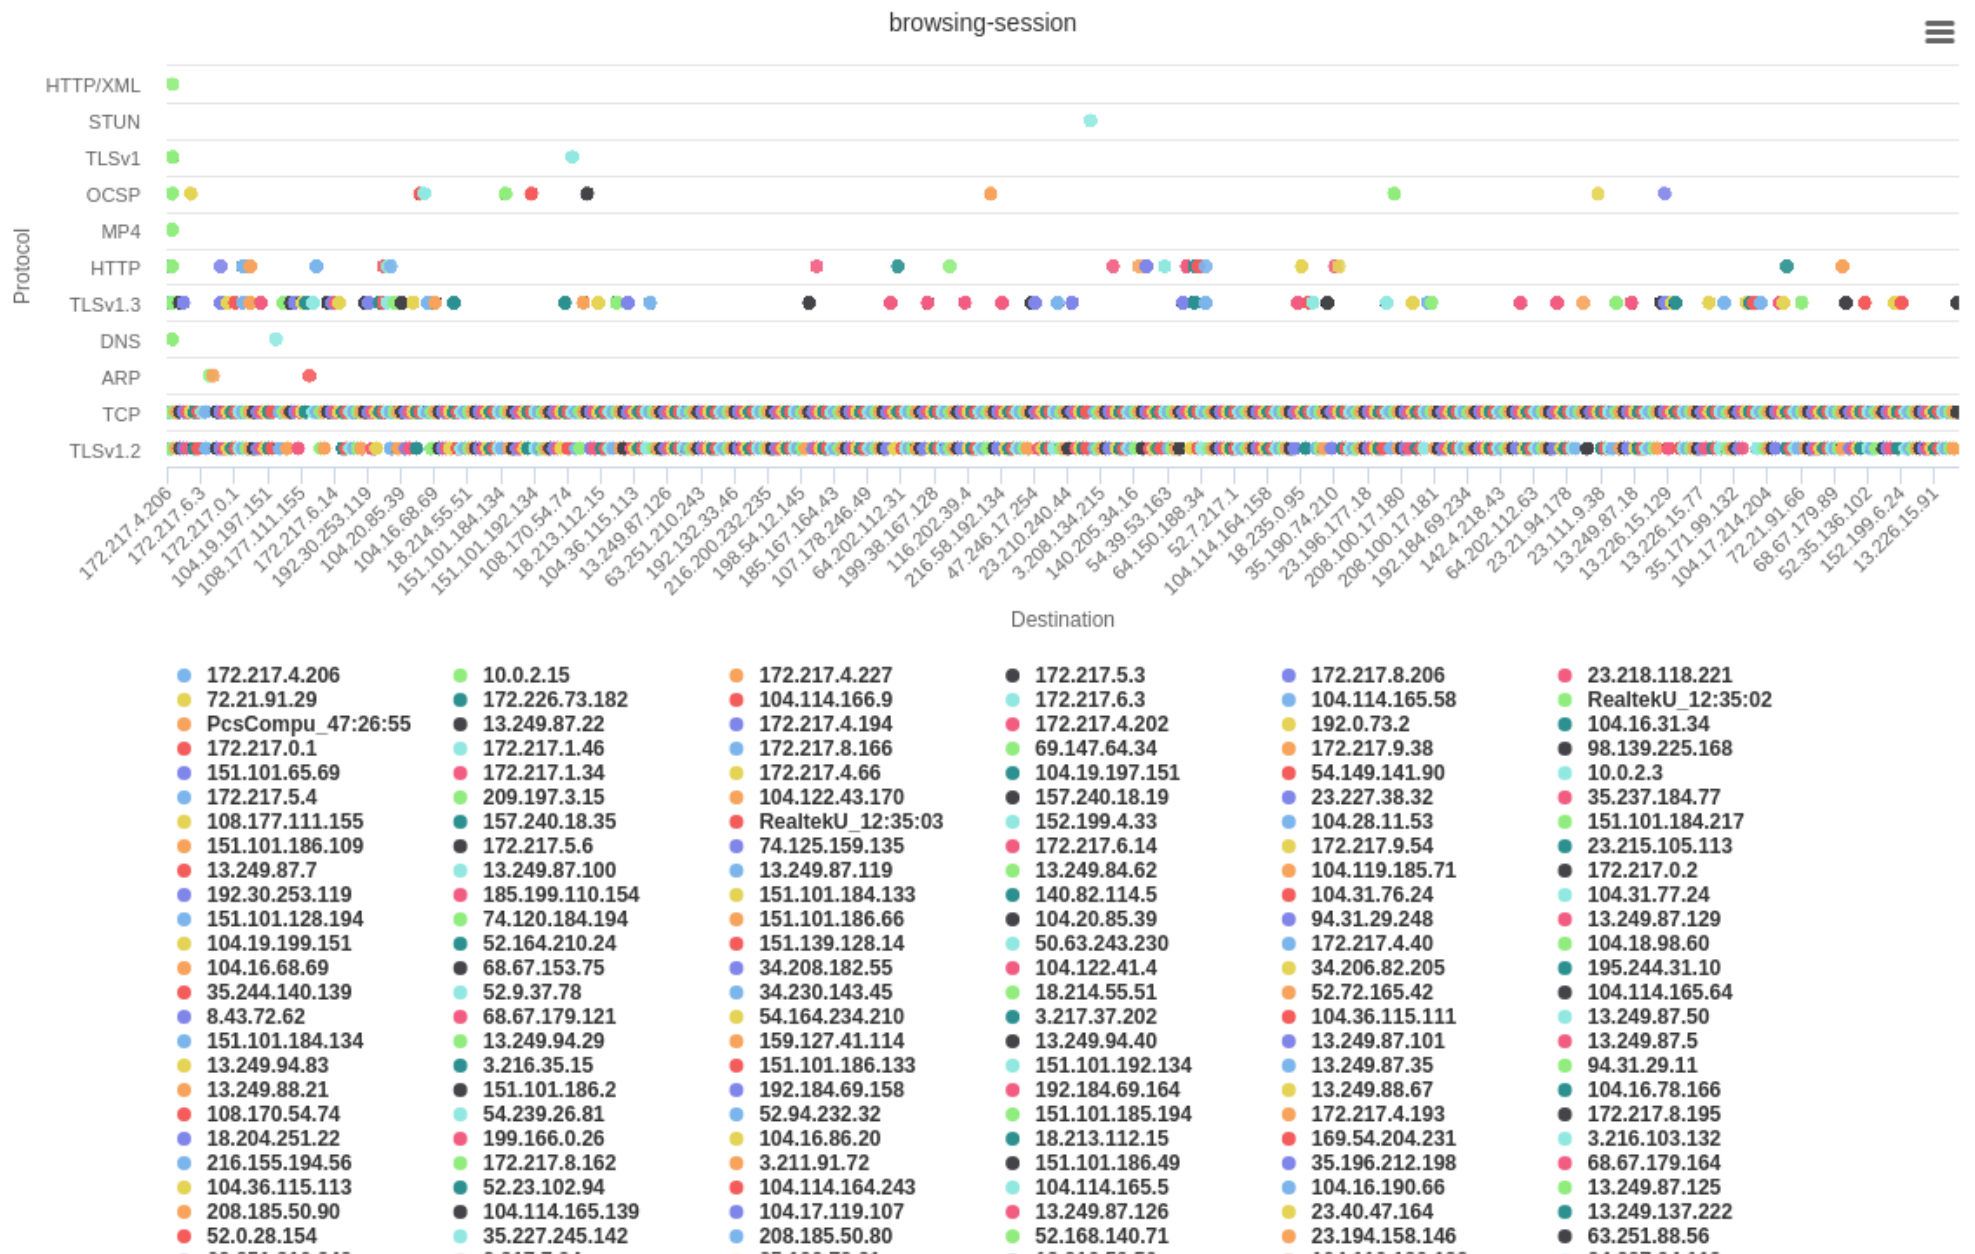 browsing-session
Protocol
HTTP/XML
STUN
TLSv1
OCSP
MP4
HTTP
TLSv1.3
DNS
ARP
TCP
TLSv1.2
172.217.4.206
172.217.6.3
172.217.0.1
104.19.197.151
108.177.111.155
172.217.6.14
192.30.253.119
104.20.85.39
104.16.68.69
18.214.55.51
151.101.184.134
151.101.192.134
108.170.54.74
18.213.112.15
104.36.115.113
13.249.87.126
63.251.210.243
192.132.33.46
216.200.232.235
198.54.12.145
185.167.164.43
107.178.246.49
64.202.112.31
199.38.167.128
116.202.39.4
216.58.192.134
47.246.17.254
23.210.240.44
3.208.134.215
140.205.34.16
54.39.53.163
64.150.188.34
52.7.217.1
104.114.164.158
18.235.0.95
35.190.74.210
23.196.177.18
208.100.17.180
208.100.17.181
192.184.69.234
142.4.218.43
64.202.112.63
23.21.94.178
23.111.9.38
13.249.87.18
13.226.15.129
13.226.15.77
35.171.99.132
104.17.214.204
72.21.91.66
68.67.179.89
52.35.136.102
152.199.6.24
13.226.15.91
Destination
172.217.4.206 10.0.2.15 172.217.4.227 172.217.5.3 172.217.8.206 23.218.118.221
72.21.91.29 172.226.73.182 104.114.166.9 172.217.6.3 104.114.165.58 RealtekU_12:35:02
PcsCompu_47:26:55 13.249.87.22 172.217.4.194 172.217.4.202 192.0.73.2 104.16.31.34
172.217.0.1 172.217.1.46 172.217.8.166 69.147.64.34 172.217.9.38 98.139.225.168
151.101.65.69 172.217.1.34 172.217.4.66 104.19.197.151 54.149.141.90 10.0.2.3
172.217.5.4 209.197.3.15 104.122.43.170 157.240.18.19 23.227.38.32 35.237.184.77
108.177.111.155 157.240.18.35 RealtekU_12:35:03 152.199.4.33 104.28.11.53 151.101.184.217
151.101.186.109 172.217.5.6 74.125.159.135 172.217.6.14 172.217.9.54 23.215.105.113
13.249.87.7 13.249.87.100 13.249.87.119 13.249.84.62 104.119.185.71 172.217.0.2
192.30.253.119 185.199.110.154 151.101.184.133 140.82.114.5 104.31.76.24 104.31.77.24
151.101.128.194 74.120.184.194 151.101.186.66 104.20.85.39 94.31.29.248 13.249.87.129
104.19.199.151 52.164.210.24 151.139.128.14 50.63.243.230 172.217.4.40 104.18.98.60
104.16.68.69 68.67.153.75 34.208.182.55 104.122.41.4 34.206.82.205 195.244.31.10
35.244.140.139 52.9.37.78 34.230.143.45 18.214.55.51 52.72.165.42 104.114.165.64
8.43.72.62 68.67.179.121 54.164.234.210 3.217.37.202 104.36.115.111 13.249.87.50
151.101.184.134 13.249.94.29 159.127.41.114 13.249.94.40 13.249.87.101 13.249.87.5
13.249.94.83 3.216.35.15 151.101.186.133 151.101.192.134 13.249.87.35 94.31.29.11
13.249.88.21 151.101.186.2 192.184.69.158 192.184.69.164 13.249.88.67 104.16.78.166
108.170.54.74 54.239.26.81 52.94.232.32 151.101.185.194 172.217.4.193 172.217.8.195
18.204.251.22 199.166.0.26 104.16.86.20 18.213.112.15 169.54.204.231 3.216.103.132
216.155.194.56 172.217.8.162 3.211.91.72 151.101.186.49 35.196.212.198 68.67.179.164
104.36.115.113 52.23.102.94 104.114.164.243 104.114.165.5 104.16.190.66 13.249.87.125
208.185.50.90 104.114.165.139 104.17.119.107 13.249.87.126 23.40.47.164 13.249.137.222
52.0.28.154 35.227.245.142 208.185.50.80 52.168.140.71 23.194.158.146 63.251.88.56